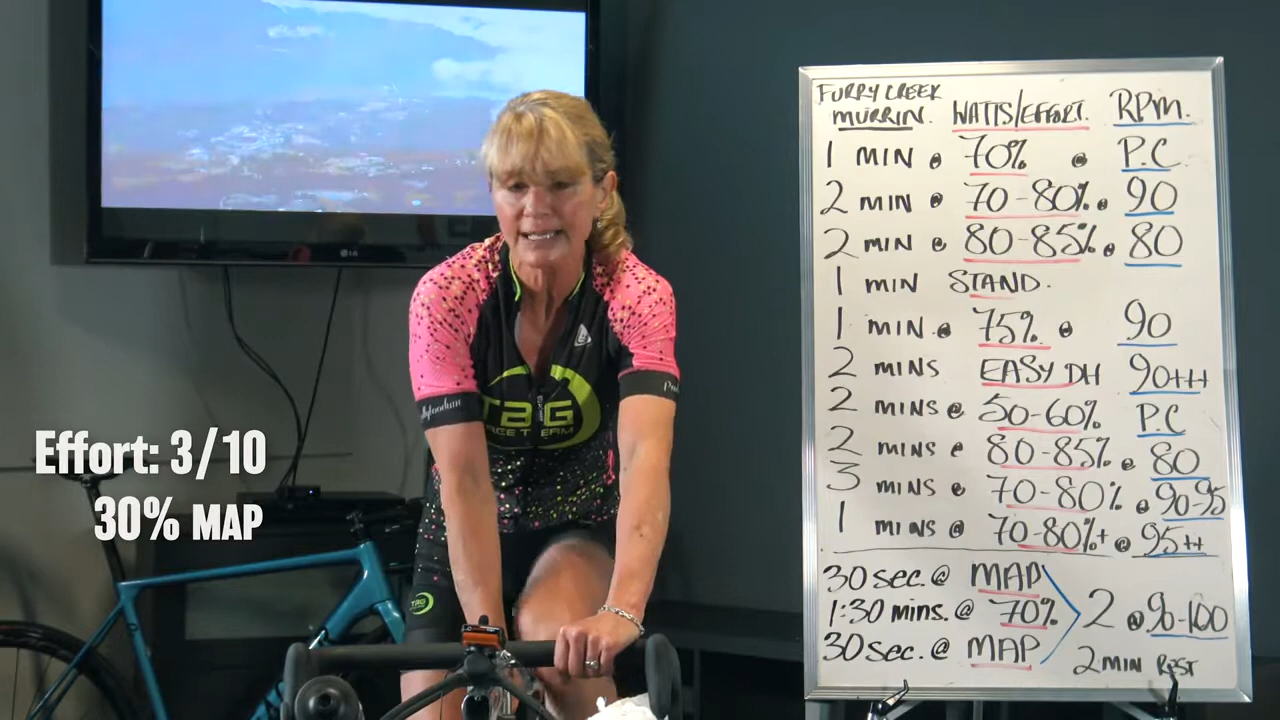 FURRY CREEK
MURRIN. WATTS/EFFORT. RPM.
1 MIN @ 70% @ P.C.
2 MIN @ 70-80% @ 90
2 MIN @ 80-85% @ 80
1 MIN STAND.
1 MIN @ 75% @ 90
2 MINS EASY DH 90+++
2 MINS @ 50-60% P.C
2 MINS @ 80-85% @ 80
3 MINS @ 70-80% @ 90-95
1 MINS @ 70-80%+ @ 95++
30 sec. @ MAP
1:30 mins. @ 70% 2 @ 90-100
30 sec. @ MAP
2 MIN REST
Effort: 3/10
30% MAP
LG
TAG
RACE TEAM
TAG